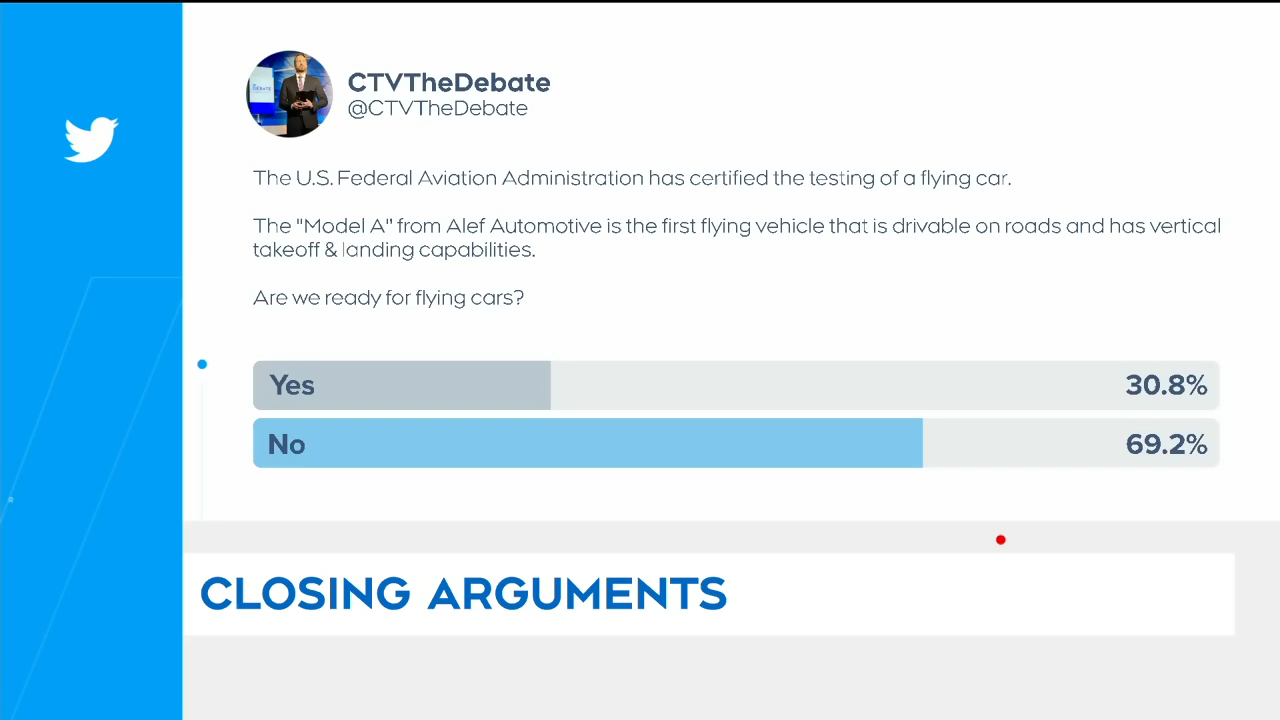 CTVTheDebate
@CTVTheDebate
The U.S. Federal Aviation Administration has certified the testing of a flying car.
The "Model A" from Alef Automotive is the first flying vehicle that is drivable on roads and has vertical
takeoff & landing capabilities.
Are we ready for flying cars?
Yes 30.8%
No 69.2%
CLOSING ARGUMENTS